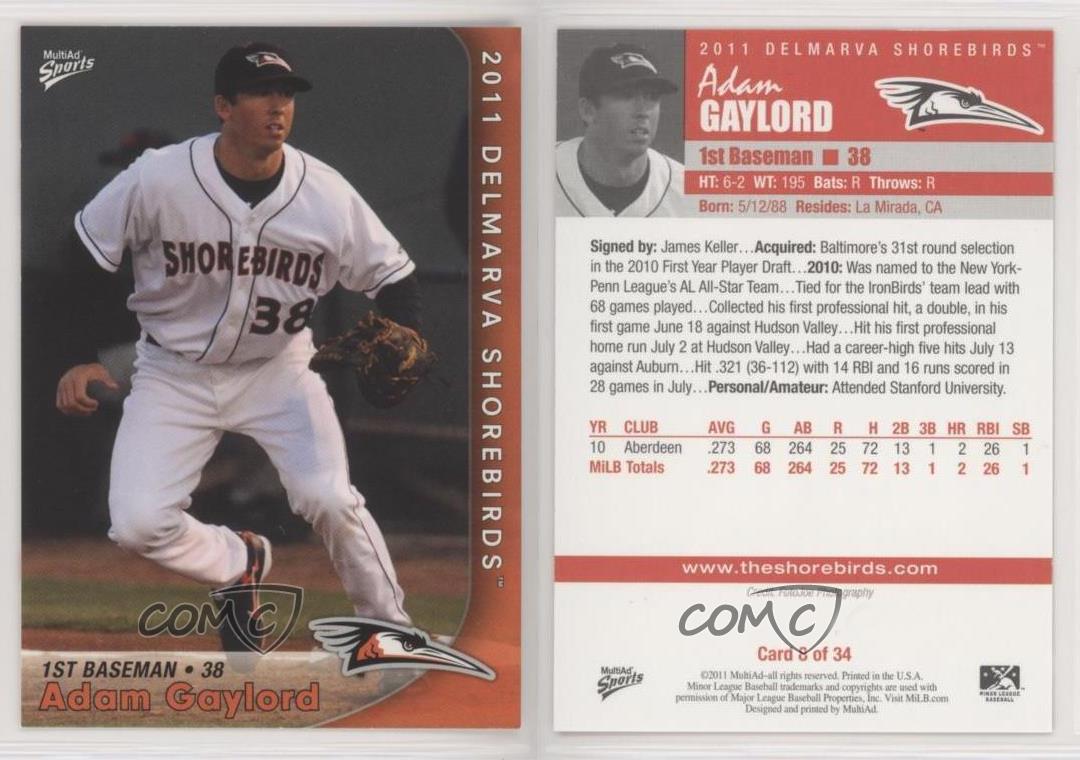 MultiAd
Sports
2011 DELMARVA SHOREBIRDS™
SHOREBIRDS
38
COMC
1ST BASEMAN • 38
Adam Gaylord
2011 DELMARVA SHOREBIRDS™
Adam
GAYLORD
1st Baseman ■ 38
HT: 6-2 WT: 195 Bats: R Throws: R
Born: 5/12/88 Resides: La Mirada, CA
Signed by: James Keller...Acquired: Baltimore's 31st round selection
in the 2010 First Year Player Draft...2010: Was named to the New York-
Penn League's AL All-Star Team...Tied for the IronBirds' team lead with
68 games played...Collected his first professional hit, a double, in his
first game June 18 against Hudson Valley...Hit his first professional
home run July 2 at Hudson Valley...Had a career-high five hits July 13
against Auburn...Hit .321 (36-112) with 14 RBI and 16 runs scored in
28 games in July...Personal/Amateur: Attended Stanford University.
YR CLUB AVG G AB R H 2B 3B HR RBI SB
10 Aberdeen .273 68 264 25 72 13 1 2 26 1
MiLB Totals .273 68 264 25 72 13 1 2 26 1
www.theshorebirds.com
Credit: FotoJoe Photography
COMC
Card 8 of 34
MultiAd
Sports
©2011 MultiAd–all rights reserved. Printed in the U.S.A.
Minor League Baseball trademarks and copyrights are used with
permission of Major League Baseball Properties, Inc. Visit MiLB.com
Designed and printed by MultiAd.
MINOR LEAGUE
BASEBALL